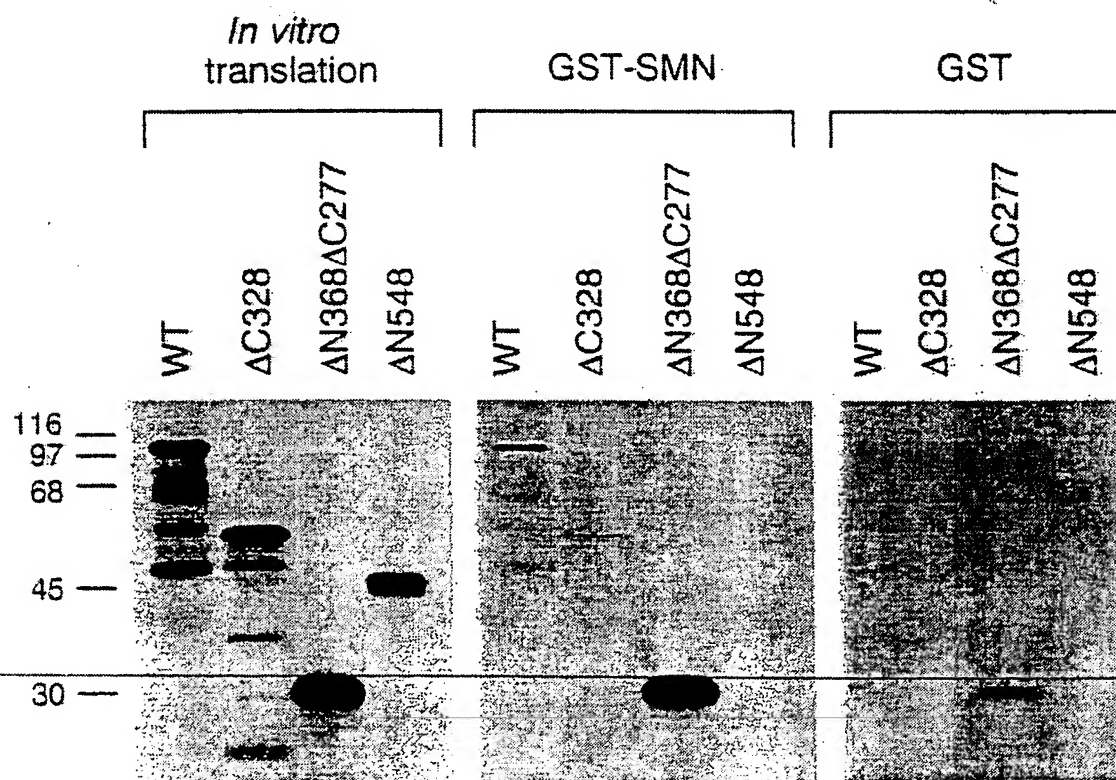 In vitro
translation
GST-SMN
GST
WT
ΔC328
ΔN368ΔC277
ΔN548
WT
ΔC328
ΔN368ΔC277
ΔN548
WT
ΔC328
ΔN368ΔC277
ΔN548
116
97
68
45
30